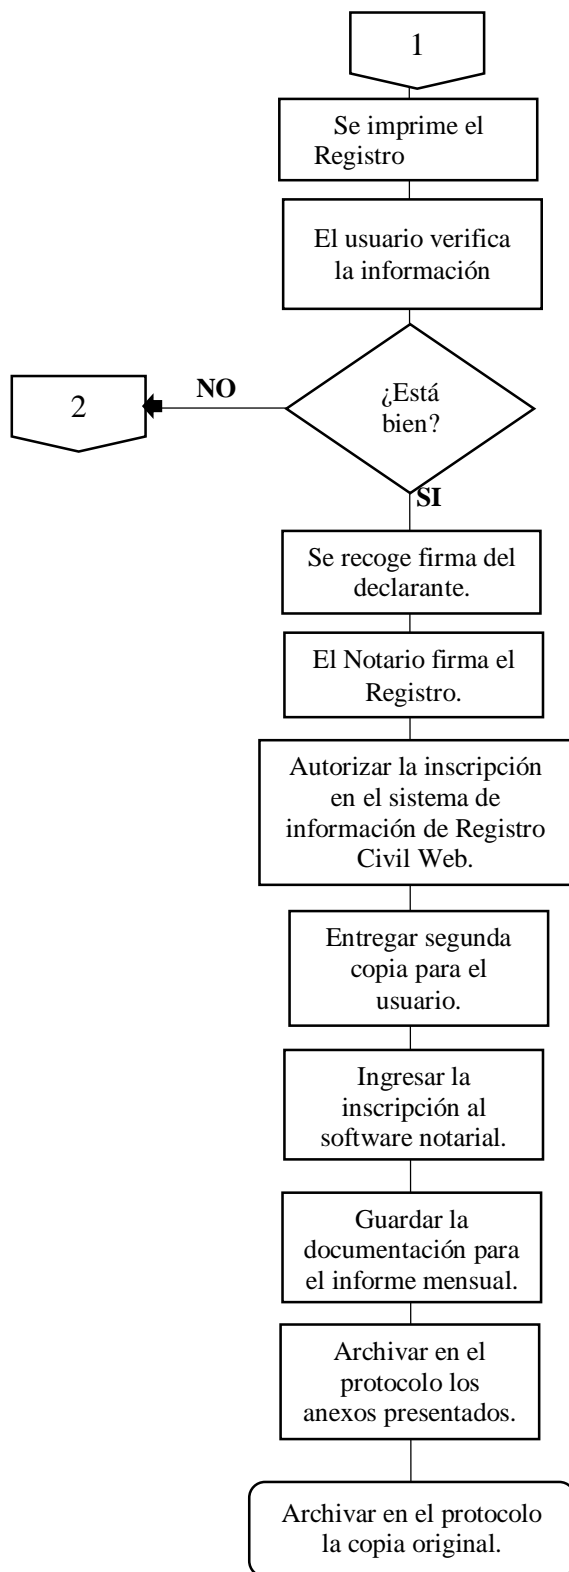 1
Se imprime el
Registro
El usuario verifica
la información
¿Está
bien?
NO
2
SI
Se recoge firma del
declarante.
El Notario firma el
Registro.
Autorizar la inscripción
en el sistema de
información de Registro
Civil Web.
Entregar segunda
copia para el
usuario.
Ingresar la
inscripción al
software notarial.
Guardar la
documentación para
el informe mensual.
Archivar en el
protocolo los
anexos presentados.
Archivar en el protocolo
la copia original.